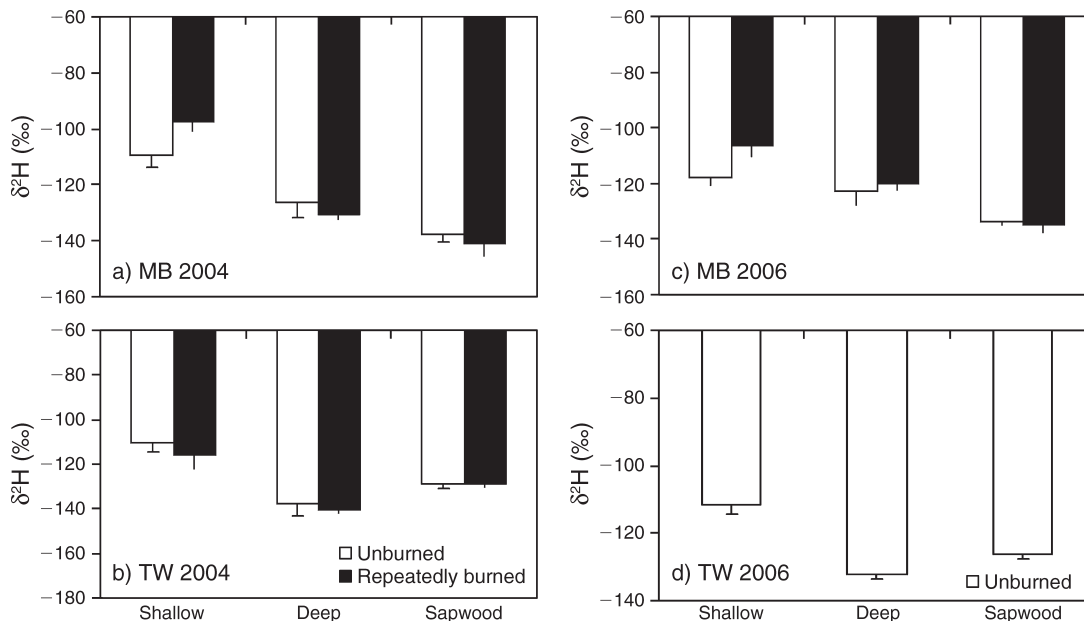 −60
−80
−100
−120
−140
−160
δ²H (‰)
a) MB 2004
−60
−80
−100
−120
−140
−160
δ²H (‰)
c) MB 2006
−60
−80
−100
−120
−140
−160
−180
δ²H (‰)
Unburned
Repeatedly burned
b) TW 2004
Shallow Deep Sapwood
−60
−80
−100
−120
−140
δ²H (‰)
d) TW 2006
Unburned
Shallow Deep Sapwood